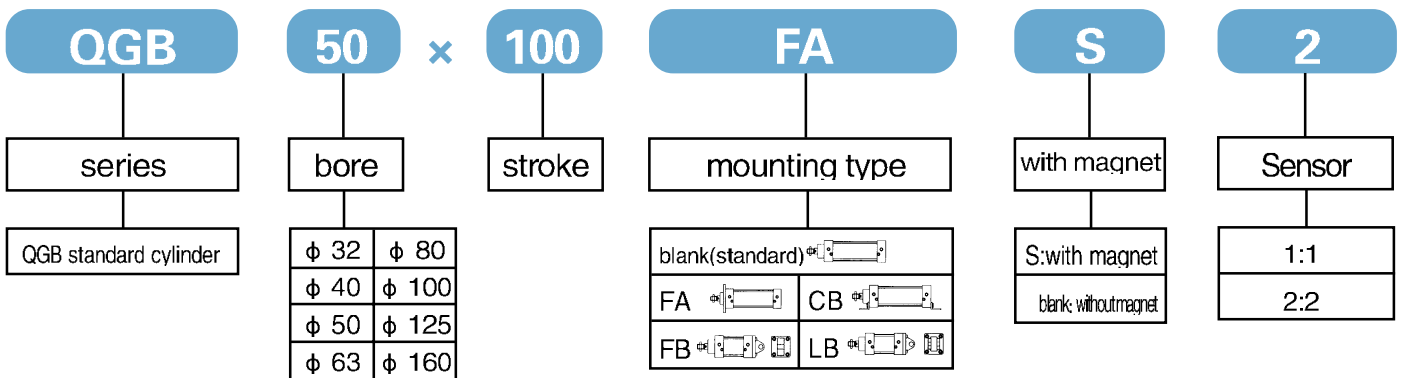 QGB 50 × 100 FA S 2
series bore stroke mounting type with magnet Sensor
QGB standard cylinder
ϕ 32 ϕ 80
ϕ 40 ϕ 100
ϕ 50 ϕ 125
ϕ 63 ϕ 160
blank(standard)
FA CB
FB LB
S:with magnet
blank: withoutmagnet
1:1
2:2